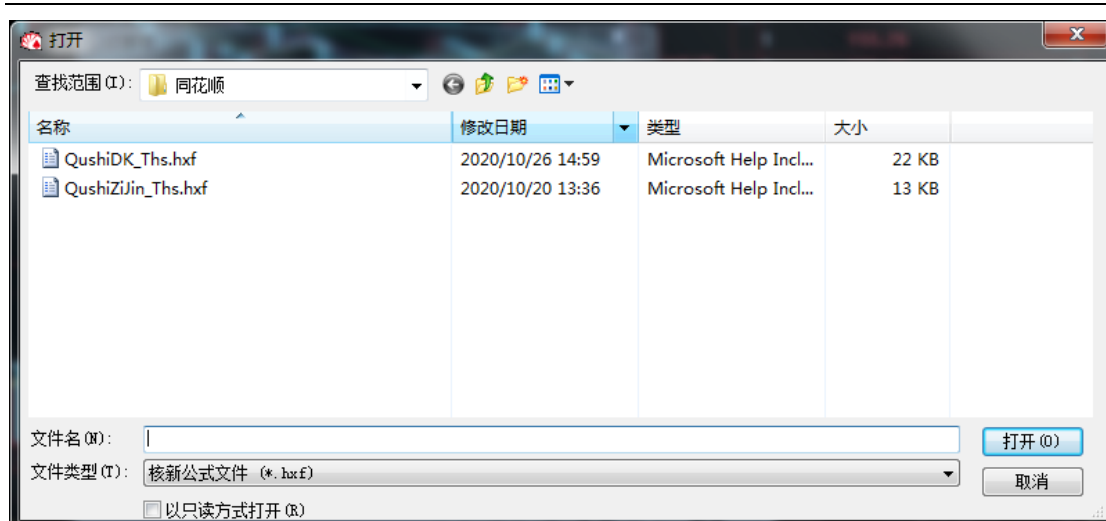 打开
查找范围(I): 同花顺
名称 修改日期 类型 大小
QushiDK_Ths.hxf 2020/10/26 14:59 Microsoft Help Incl... 22 KB
QushiZiJin_Ths.hxf 2020/10/20 13:36 Microsoft Help Incl... 13 KB
文件名(N): 打开(O)
文件类型(T): 核新公式文件 (*.hxf) 取消
以只读方式打开(R)